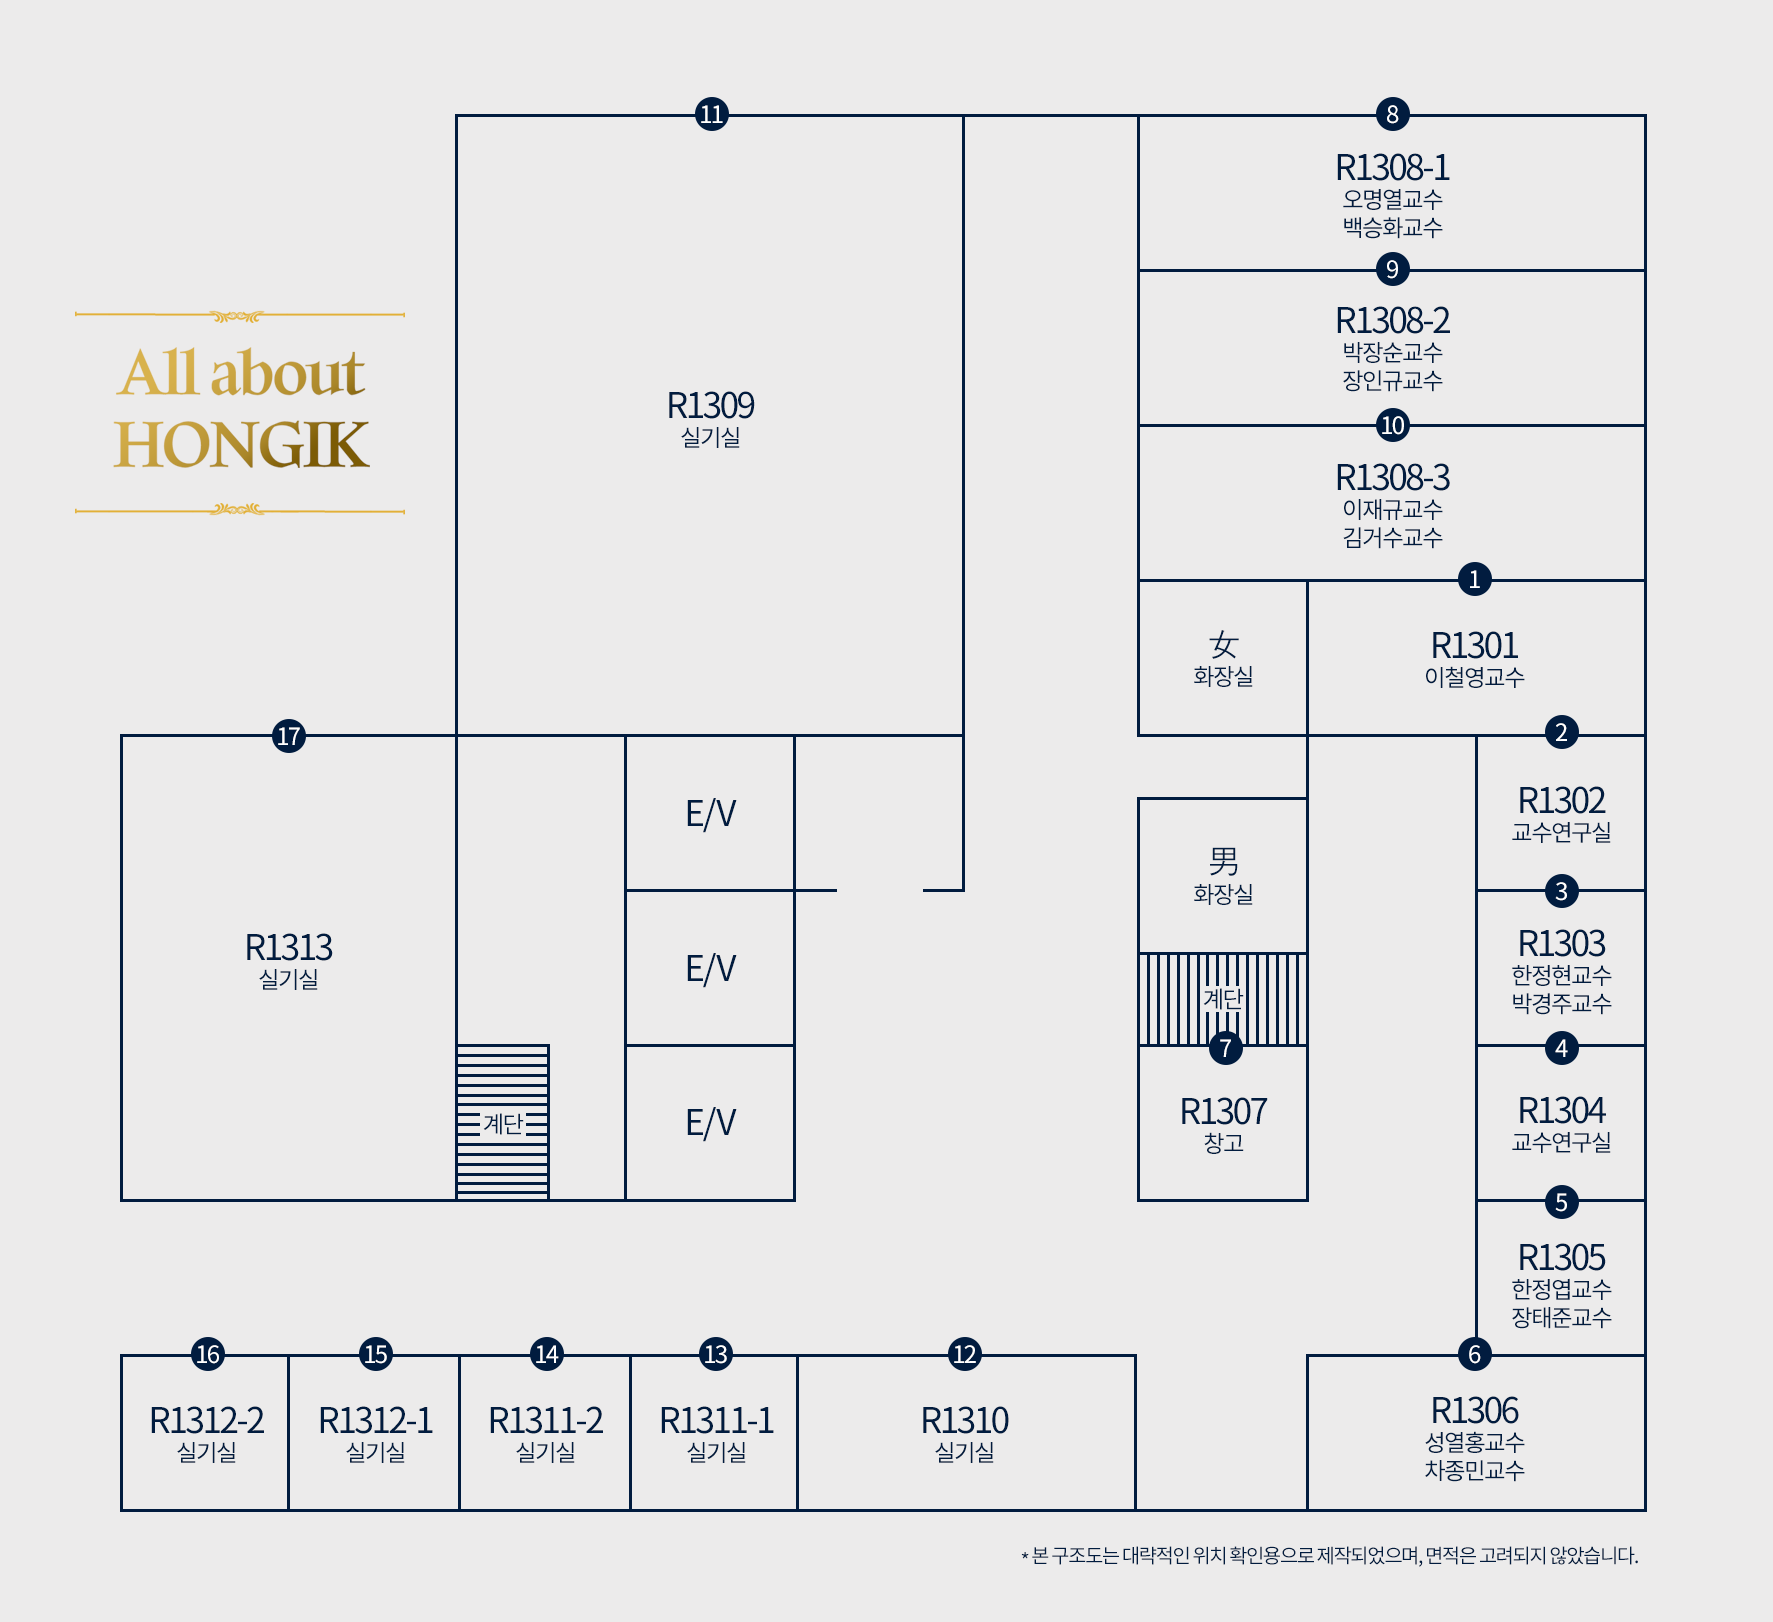 All about
HONGIK
11
R1309
실기실
8
R1308-1
오명열교수
백승화교수
9
R1308-2
박장순교수
장인규교수
10
R1308-3
이재규교수
김거수교수
女
화장실
1
R1301
이철영교수
2
R1302
교수연구실
3
R1303
한정현교수
박경주교수
4
R1304
교수연구실
5
R1305
한정엽교수
장태준교수
6
R1306
성열홍교수
차종민교수
男
화장실
계단
7
R1307
창고
17
R1313
실기실
계단
E/V
E/V
E/V
16
R1312-2
실기실
15
R1312-1
실기실
14
R1311-2
실기실
13
R1311-1
실기실
12
R1310
실기실
* 본 구조도는 대략적인 위치 확인용으로 제작되었으며, 면적은 고려되지 않았습니다.